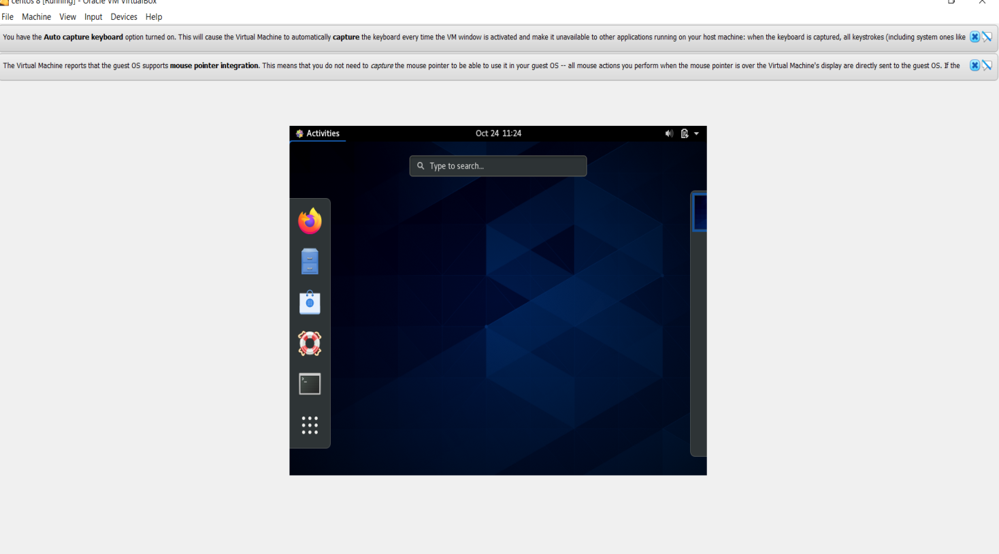 centos 8 [Running] - Oracle VM VirtualBox
File Machine View Input Devices Help
You have the Auto capture keyboard option turned on. This will cause the Virtual Machine to automatically capture the keyboard every time the VM window is activated and make it unavailable to other applications running on your host machine: when the keyboard is captured, all keystrokes (including system ones like
The Virtual Machine reports that the guest OS supports mouse pointer integration. This means that you do not need to capture the mouse pointer to be able to use it in your guest OS -- all mouse actions you perform when the mouse pointer is over the Virtual Machine's display are directly sent to the guest OS. If the
Activities Oct 24 11:24
Type to search...